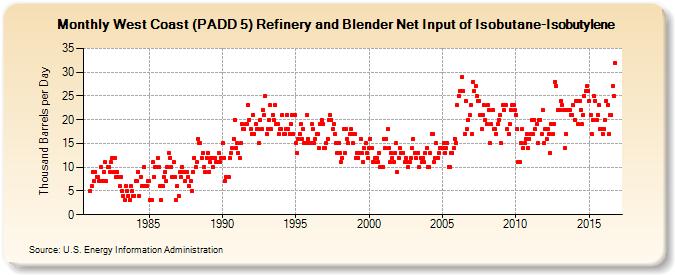 Monthly West Coast (PADD 5) Refinery and Blender Net Input of Isobutane-Isobutylene
Thousand Barrels per Day
35
30
25
20
15
10
5
0
1985 1990 1995 2000 2005 2010 2015
Source: U.S. Energy Information Administration